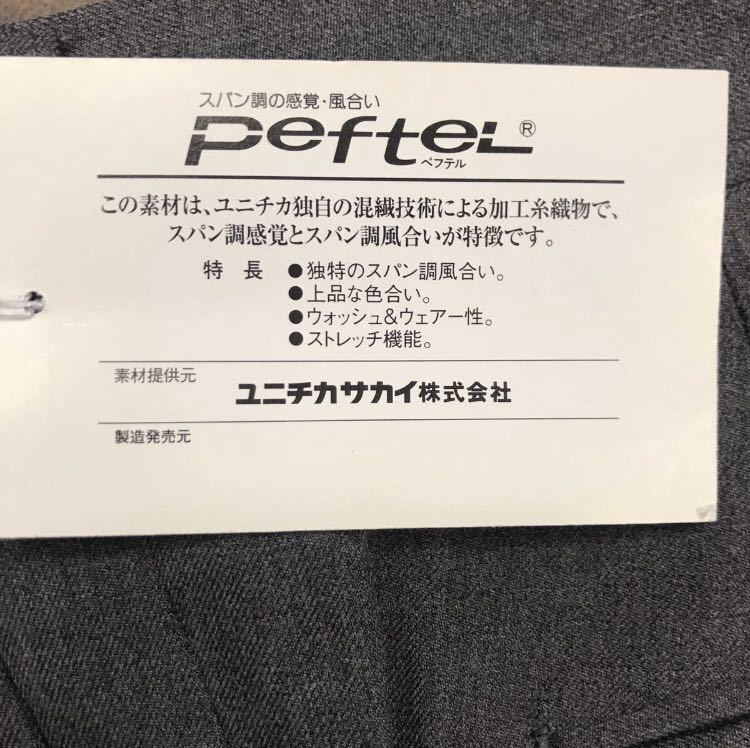 スパン調の感覚・風合い
Peftel®
ペフテル
この素材は、ユニチカ独自の混繊技術による加工糸織物で、
スパン調感覚とスパン調風合いが特徴です。
特　長 ●独特のスパン調風合い。
●上品な色合い。
●ウォッシュ&ウェアー性。
●ストレッチ機能。
素材提供元 ユニチカサカイ株式会社
製造発売元